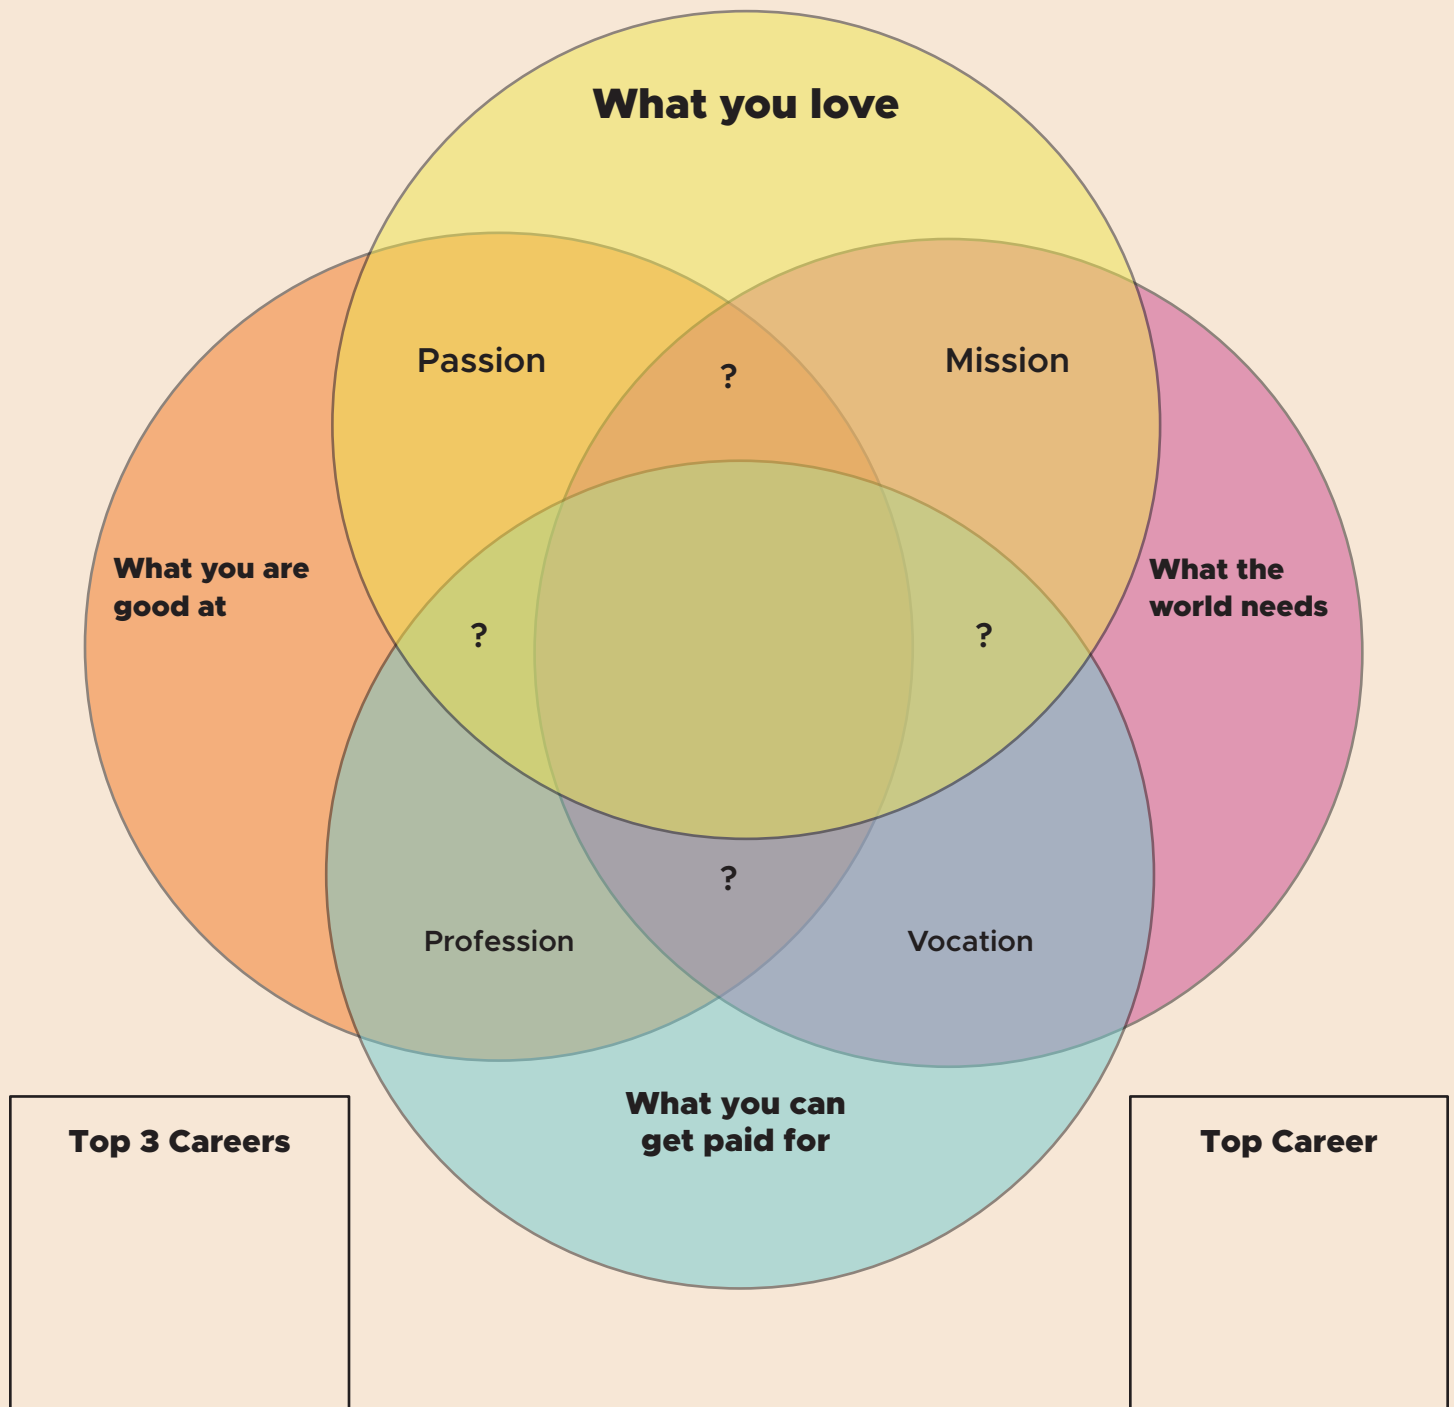 What you love
Passion
?
Mission
What you are
good at
What the
world needs
?
?
?
Profession
Vocation
What you can
get paid for
Top 3 Careers
Top Career